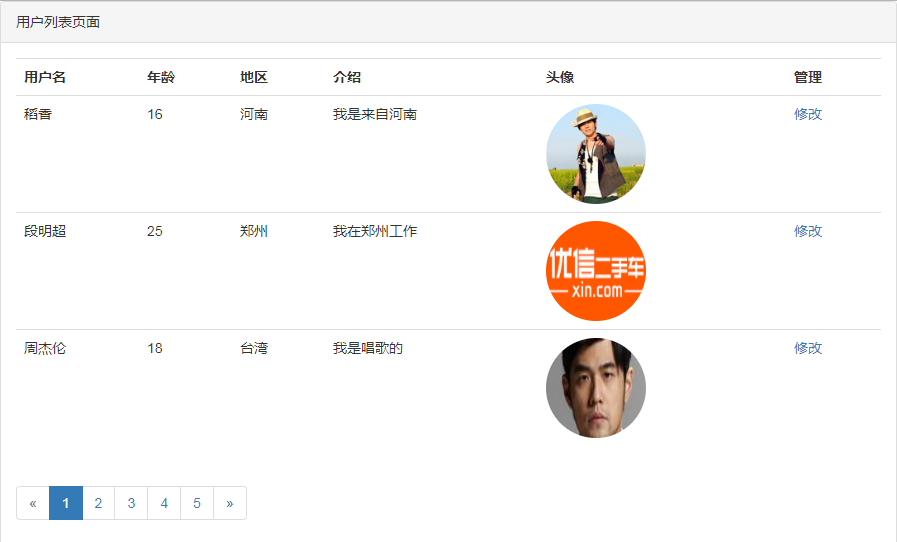 用户列表页面
用户名 年龄 地区 介绍 头像 管理
稻香 16 河南 我是来自河南 修改
段明超 25 郑州 我在郑州工作 修改
优信二手车
xin.com
周杰伦 18 台湾 我是唱歌的 修改
« 1 2 3 4 5 »